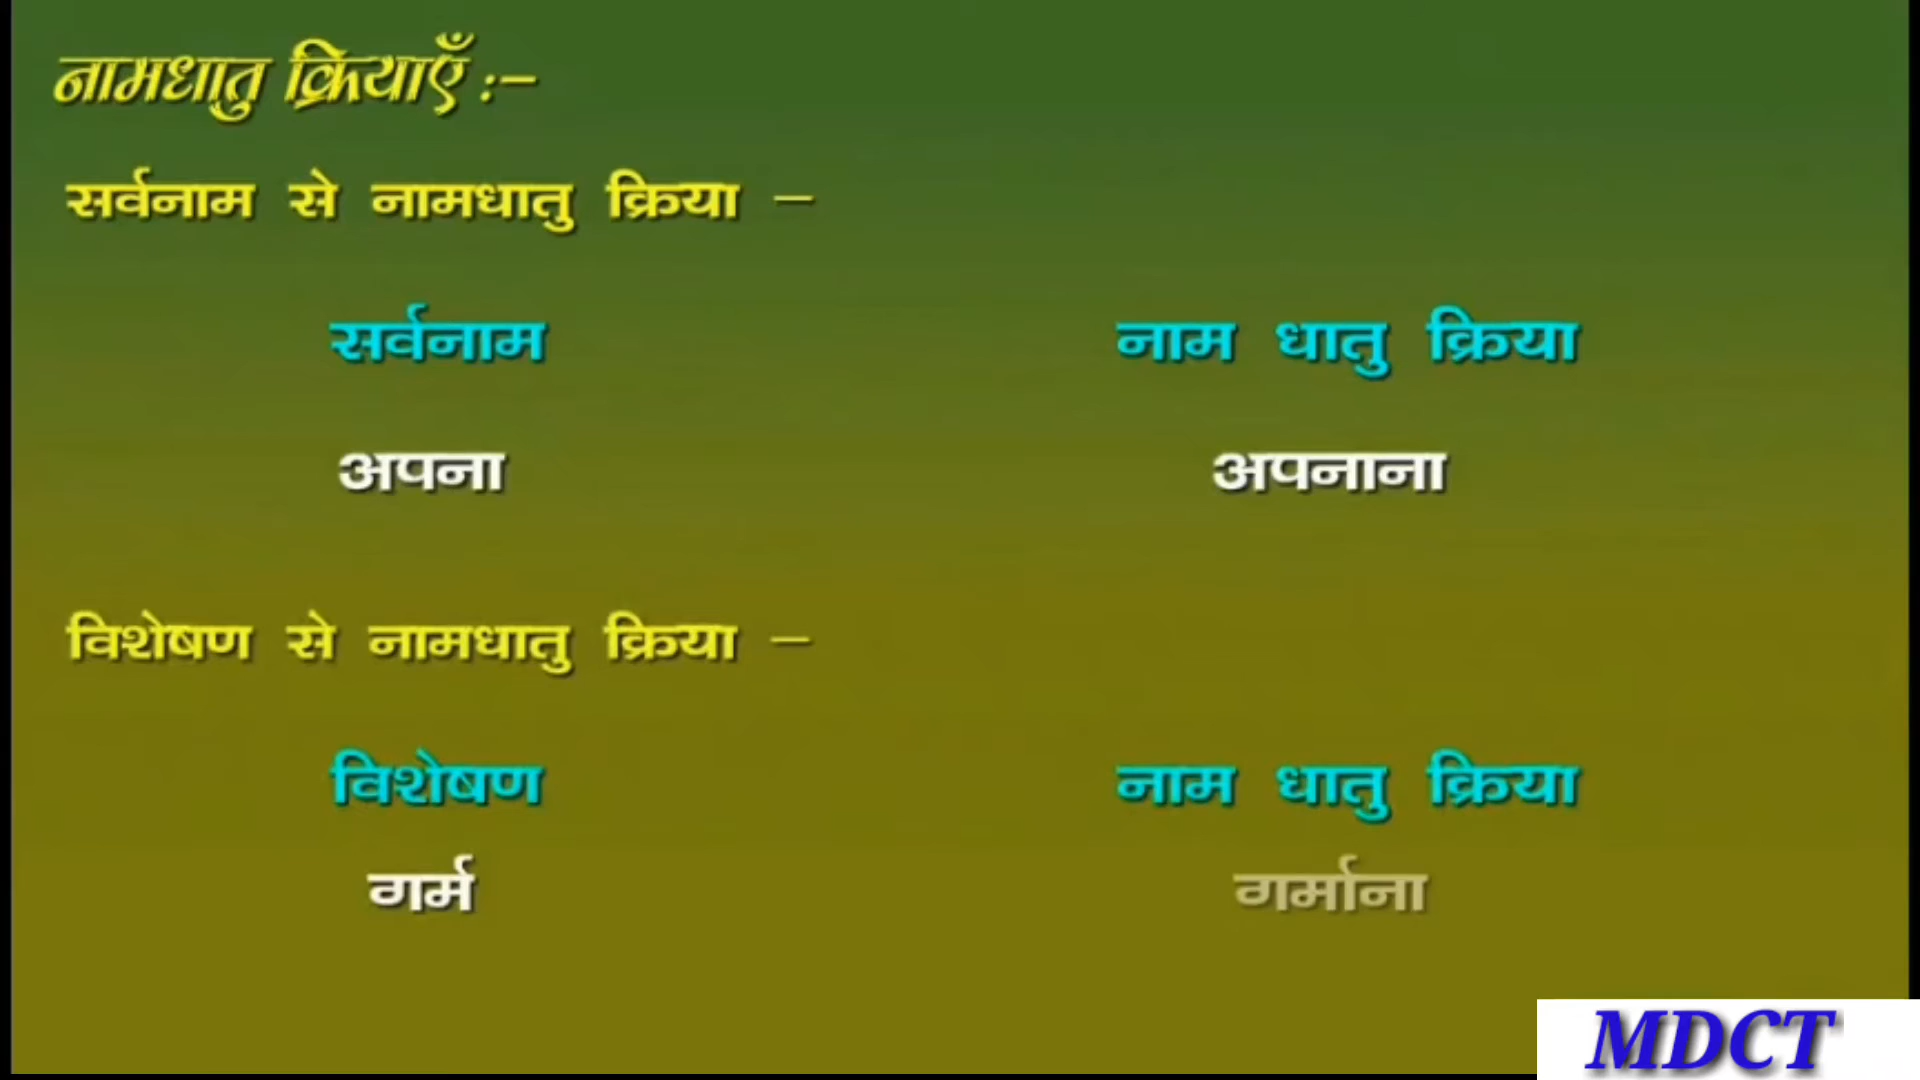 नामधातु क्रियाएँ :-
सर्वनाम से नामधातु क्रिया -
सर्वनाम नाम धातु क्रिया
अपना अपनाना
विशेषण से नामधातु क्रिया -
विशेषण नाम धातु क्रिया
गर्म गर्माना
MDCT